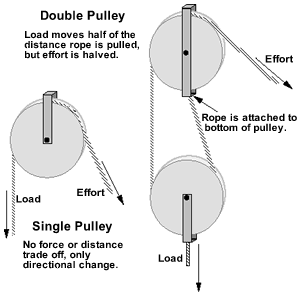 Double Pulley
Load moves half of the
distance rope is pulled,
but effort is halved.
Effort
Rope is attached to
bottom of pulley.
Load
Effort
Single Pulley
No force or distance
trade off, only
directional change.
Load